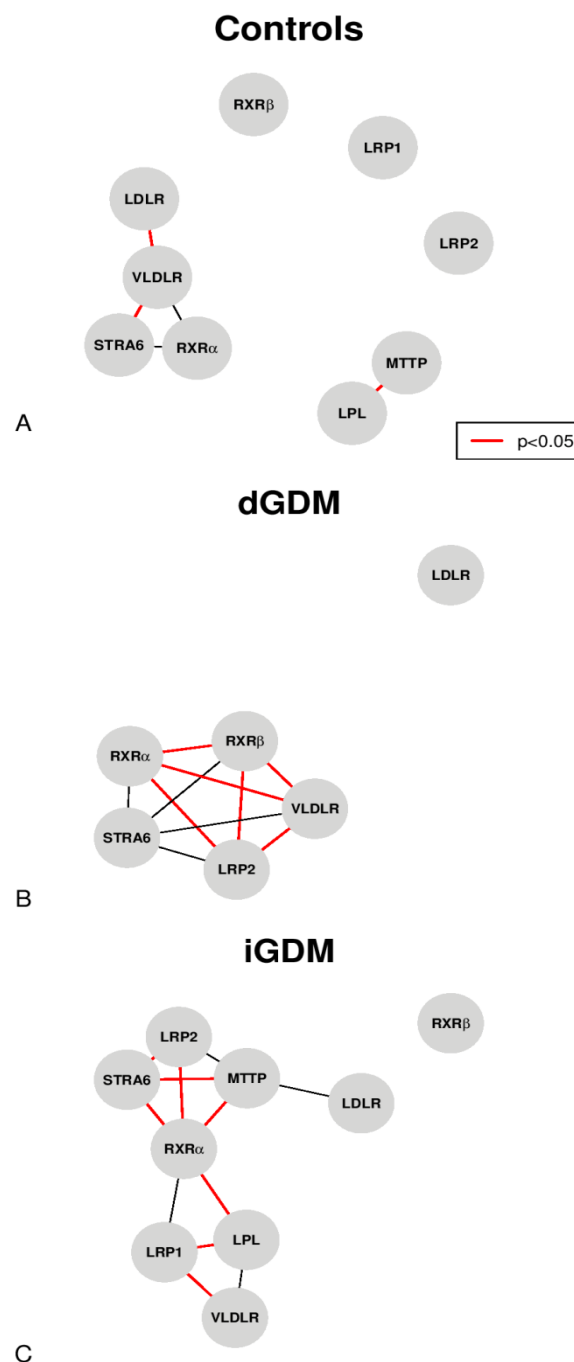 Controls
RXRβ
LRP1
LDLR
LRP2
VLDLR
STRA6
RXRα
MTTP
LPL
A
p<0.05
dGDM
LDLR
RXRβ
RXRα
VLDLR
STRA6
LRP2
B
iGDM
RXRβ
LRP2
STRA6
MTTP
LDLR
RXRα
LPL
LRP1
VLDLR
C